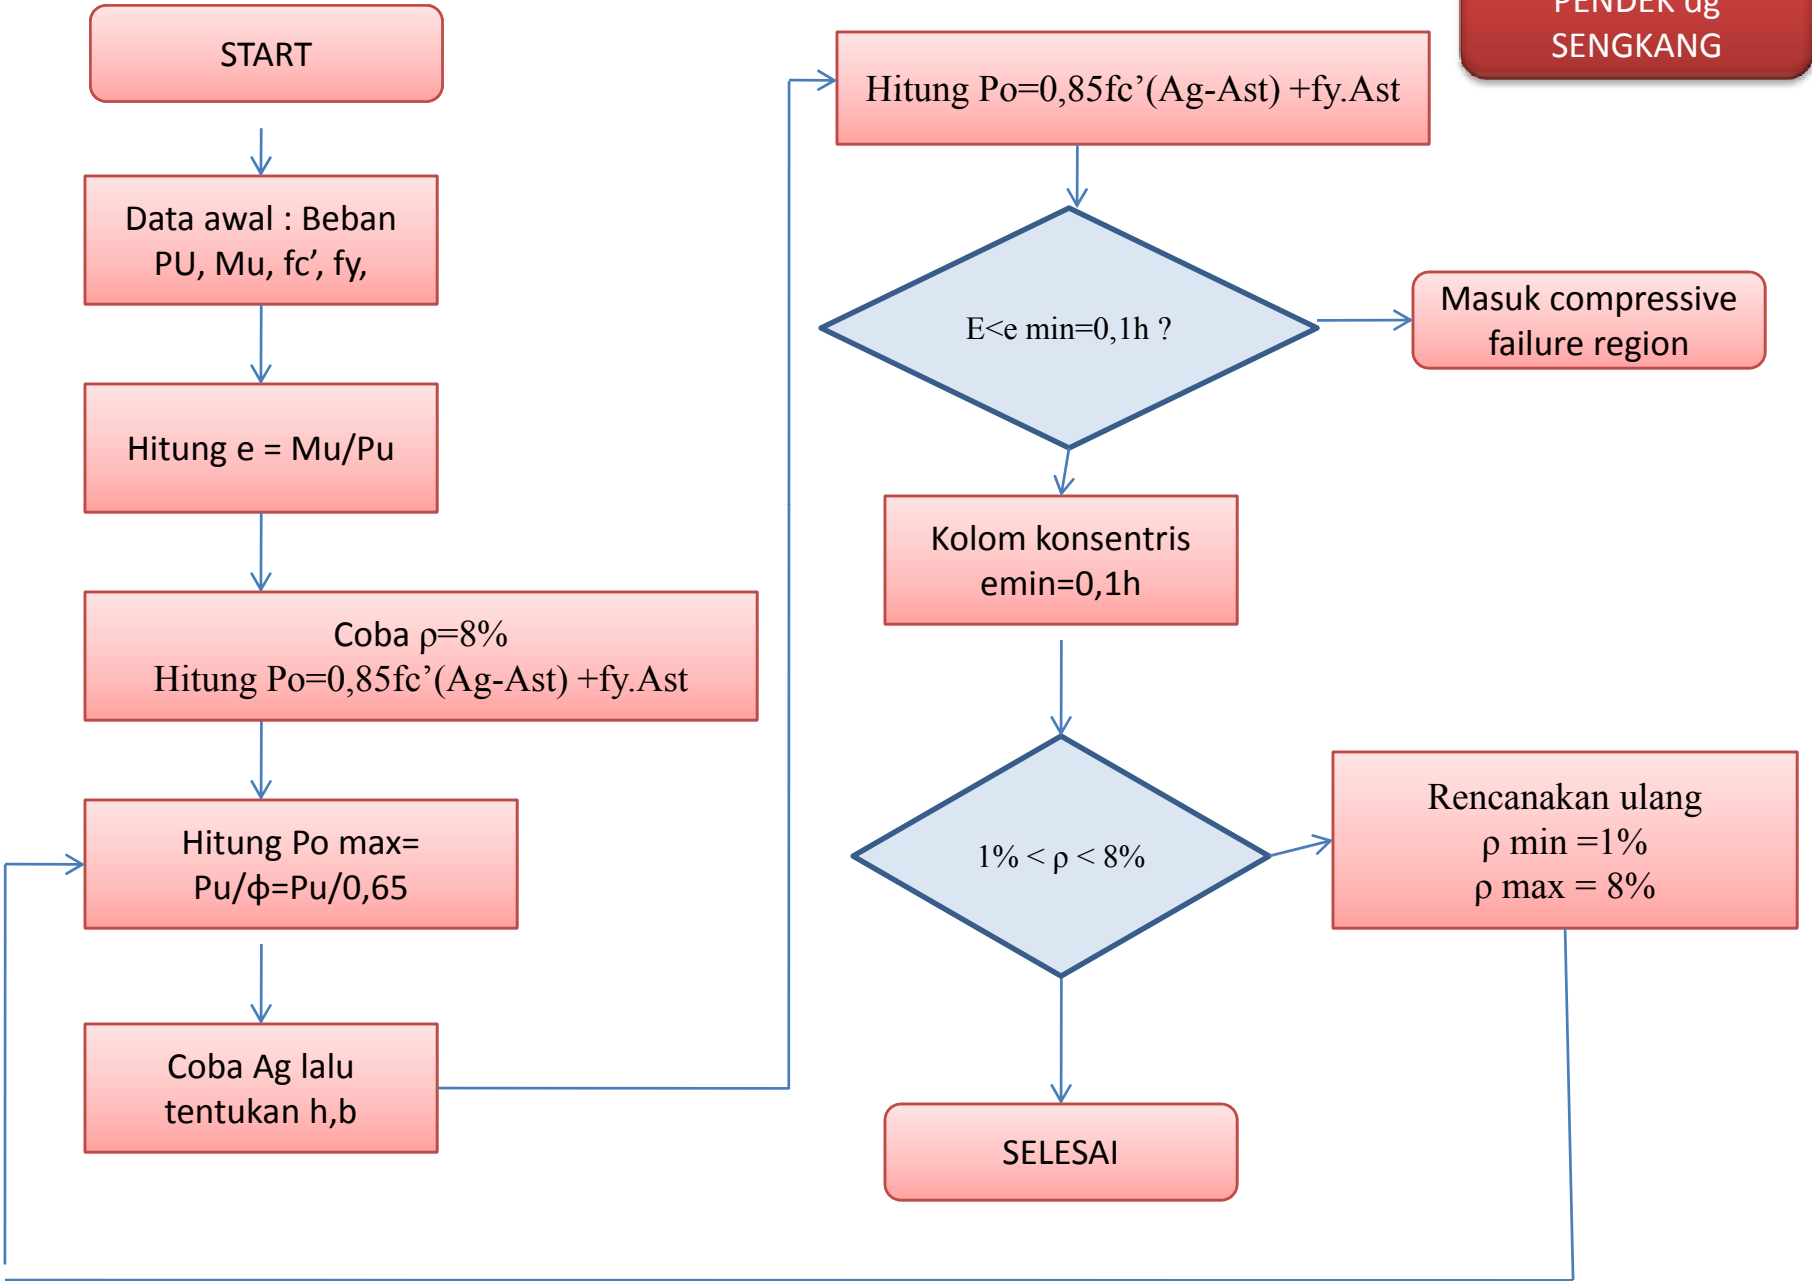 START
Data awal : Beban
PU, Mu, fc’, fy,
Hitung e = Mu/Pu
Coba ρ=8%
Hitung Po=0,85fc’(Ag-Ast) +fy.Ast
Hitung Po max=
Pu/ф=Pu/0,65
Coba Ag lalu
tentukan h,b
PENDEK dg
SENGKANG
Hitung Po=0,85fc’(Ag-Ast) +fy.Ast
E<e min=0,1h ?
Masuk compressive
failure region
Kolom konsentris
emin=0,1h
1% < ρ < 8%
Rencanakan ulang
ρ min =1%
ρ max = 8%
SELESAI